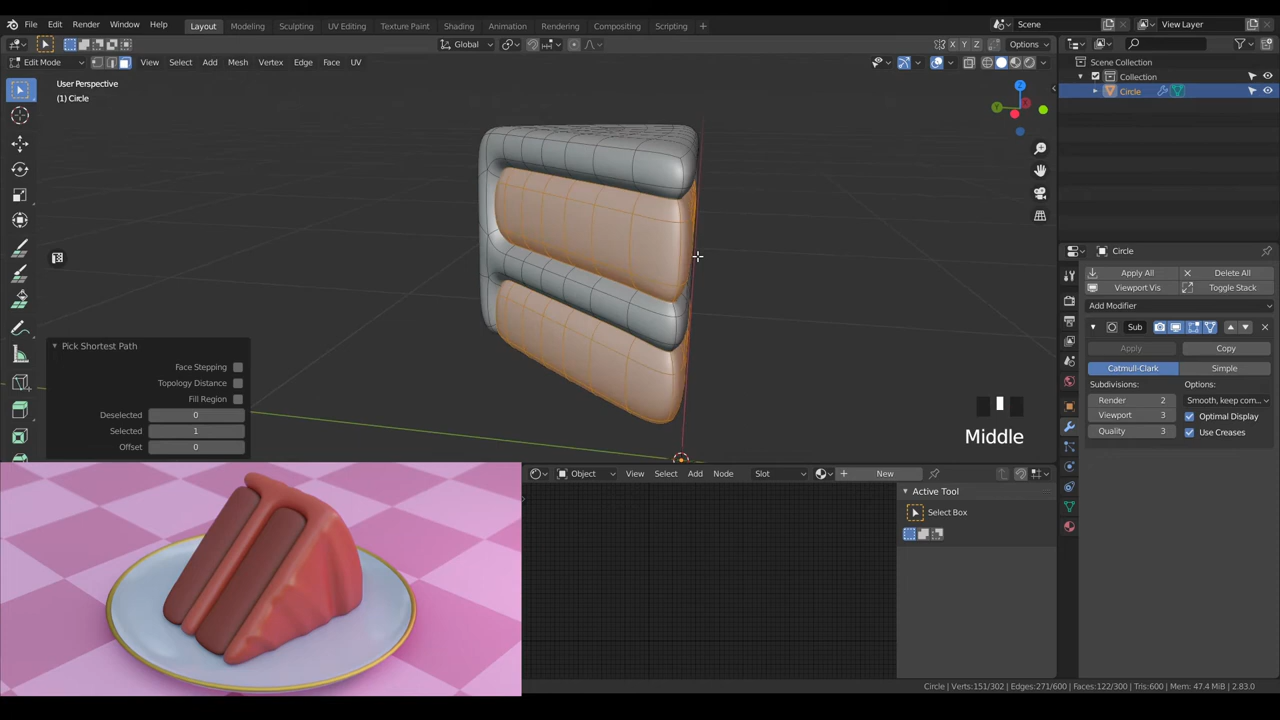 File Edit Render Window Help Layout Modeling Sculpting UV Editing Texture Paint Shading Animation Rendering Compositing Scripting + Scene View Layer
Global X Y Z Options
Edit Mode View Select Add Mesh Vertex Edge Face UV
User Perspective
(1) Circle
Scene Collection
Collection
Circle
Circle
Apply All Delete All
Viewport Vis Toggle Stack
Add Modifier
Sub
Apply Copy
Catmull-Clark Simple
Subdivisions: Options:
Render 2 Smooth, keep com...
Viewport 3 Optimal Display
Quality 3 Use Creases
Pick Shortest Path
Face Stepping
Topology Distance
Fill Region
Deselected 0
Selected 1
Offset 0
Middle
Object View Select Add Node Slot New
Active Tool
Select Box
Circle | Verts:151/302 | Edges:271/600 | Faces:122/300 | Tris:600 | Mem: 47.4 MiB | 2.83.0